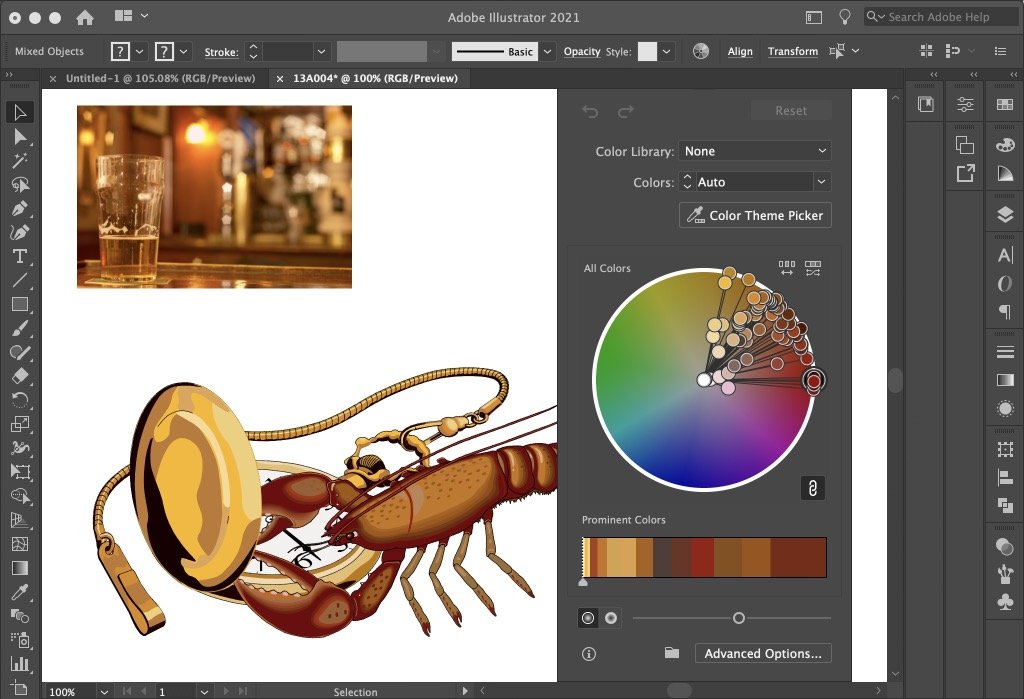 Adobe Illustrator 2021
Search Adobe Help
Mixed Objects ? ? Stroke: Basic Opacity Style: Align Transform
Untitled-1 @ 105.08% (RGB/Preview) 13A004* @ 100% (RGB/Preview)
Reset
Color Library: None
Colors: Auto
Color Theme Picker
All Colors
Prominent Colors
Advanced Options...
100% 1 Selection